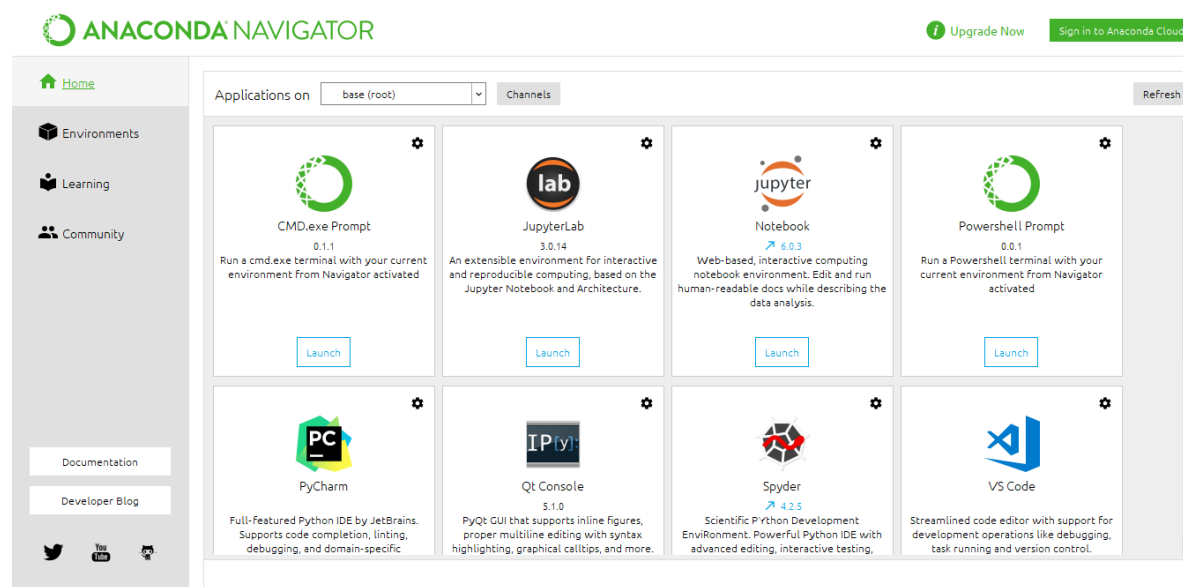 ANACONDA NAVIGATOR
Upgrade Now
Sign in to Anaconda Cloud
Home
Environments
Learning
Community
Documentation
Developer Blog
You
Tube
Applications on
base (root)
Channels
Refresh
CMD.exe Prompt
0.1.1
Run a cmd.exe terminal with your current
environment from Navigator activated
Launch
lab
JupyterLab
3.0.14
An extensible environment for interactive
and reproducible computing, based on the
Jupyter Notebook and Architecture.
Launch
jupyter
Notebook
6.0.3
Web-based, interactive computing
notebook environment. Edit and run
human-readable docs while describing the
data analysis.
Launch
Powershell Prompt
0.0.1
Run a Powershell terminal with your
current environment from Navigator
activated
Launch
PC
PyCharm
Full-featured Python IDE by JetBrains.
Supports code completion, linting,
debugging, and domain-specific
IP[y]:
Qt Console
5.1.0
PyQt GUI that supports inline figures,
proper multiline editing with syntax
highlighting, graphical calltips, and more.
Spyder
4.2.5
Scientific PYthon Development
EnviRonment. Powerful Python IDE with
advanced editing, interactive testing,
VS Code
Streamlined code editor with support for
development operations like debugging,
task running and version control.